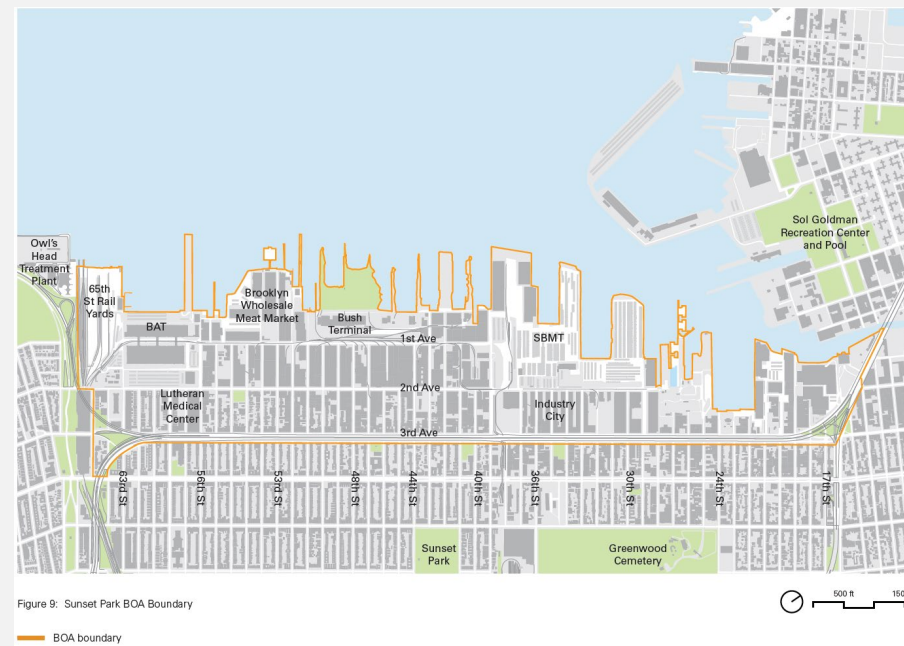 Owl's
Head
Treatment
Plant
65th
St Rail
Yards
BAT
Brooklyn
Wholesale
Meat Market
Bush
Terminal
1st Ave
SBMT
Sol Goldman
Recreation Center
and Pool
2nd Ave
Lutheran
Medical
Center
Industry
City
3rd Ave
63rd St
56th St
53rd St
48th St
44th St
40th St
36th St
30th St
24th St
17th St
Sunset
Park
Greenwood
Cemetery
Figure 9: Sunset Park BOA Boundary
500 ft
150
BOA boundary